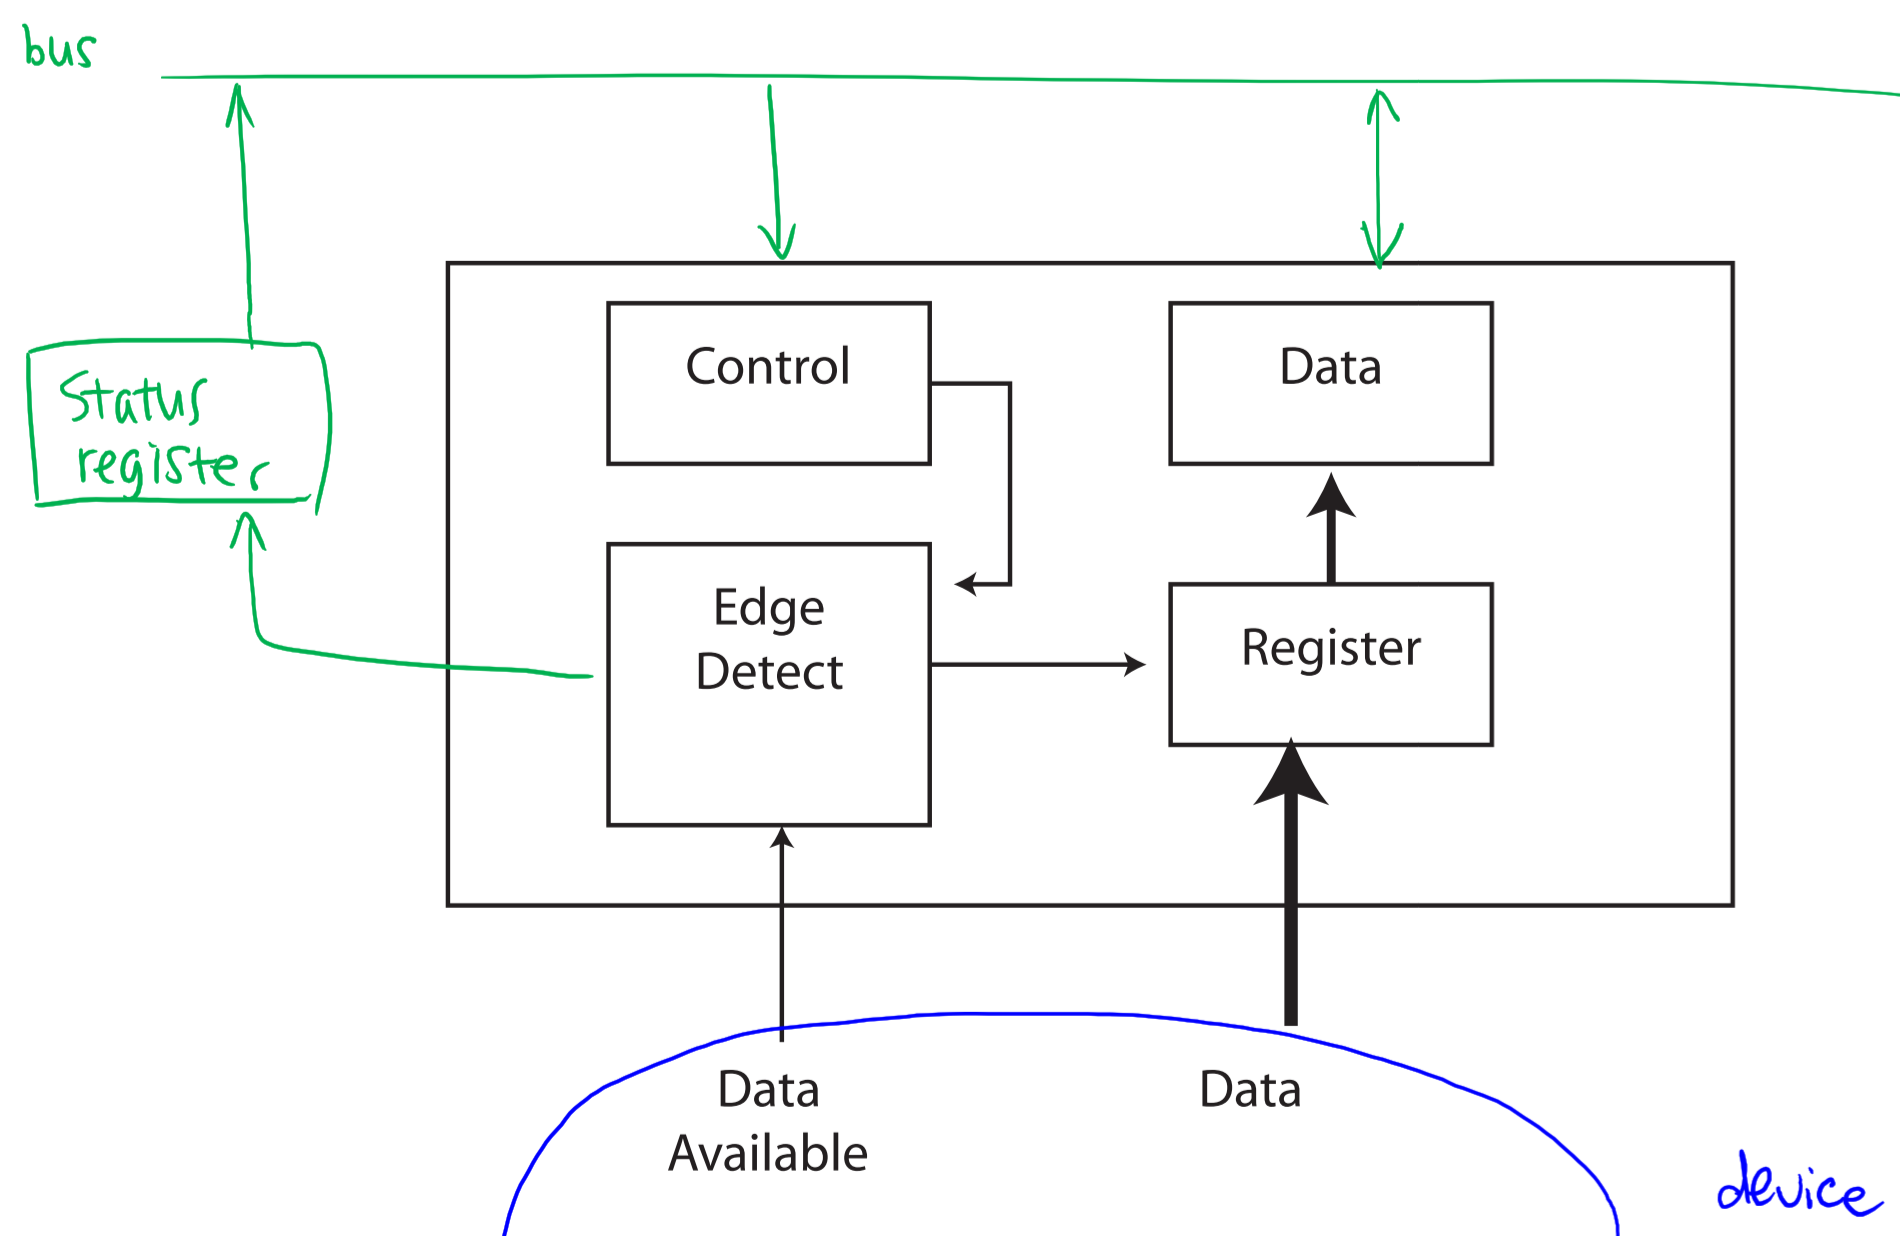 bus
Status
register
Control
Data
Edge
Detect
Register
Data
Available
Data
device